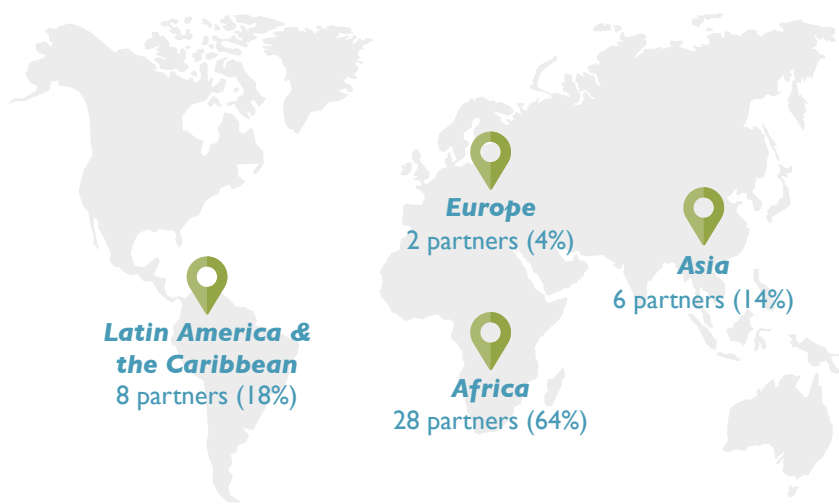 Europe
2 partners (4%)
Asia
6 partners (14%)
Latin America &
the Caribbean
8 partners (18%)
Africa
28 partners (64%)